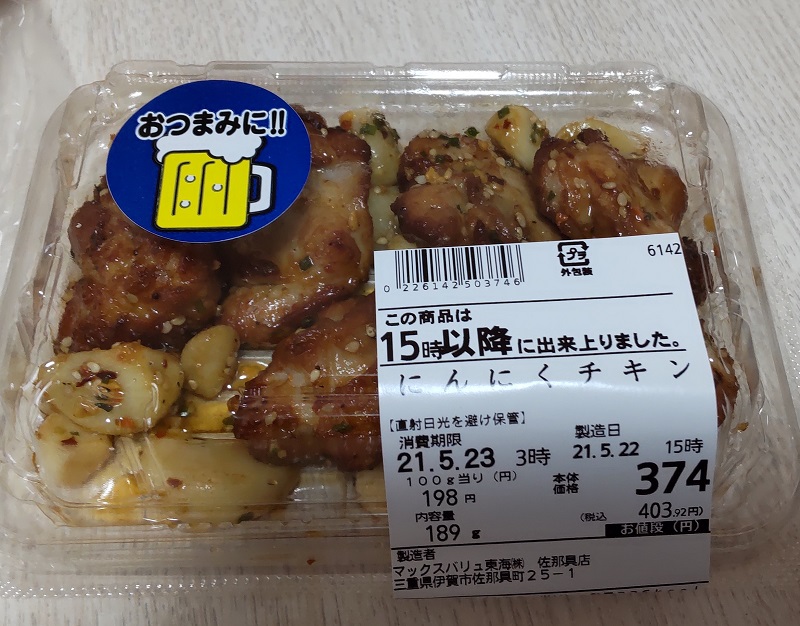 おつまみに!!
6142
0 226142 503746
外包装
この商品は
15時以降に出来上りました。
にんにくチキン
【直射日光を避け保管】
消費期限 製造日
21.5.23 3時 21.5.22 15時
100g当り(円) 本体価格 374
198円
(税込 403.92円)
内容量 お値段(円)
189g
製造者
マックスバリュ東海㈱ 佐那具店
三重県伊賀市佐那具町25-1